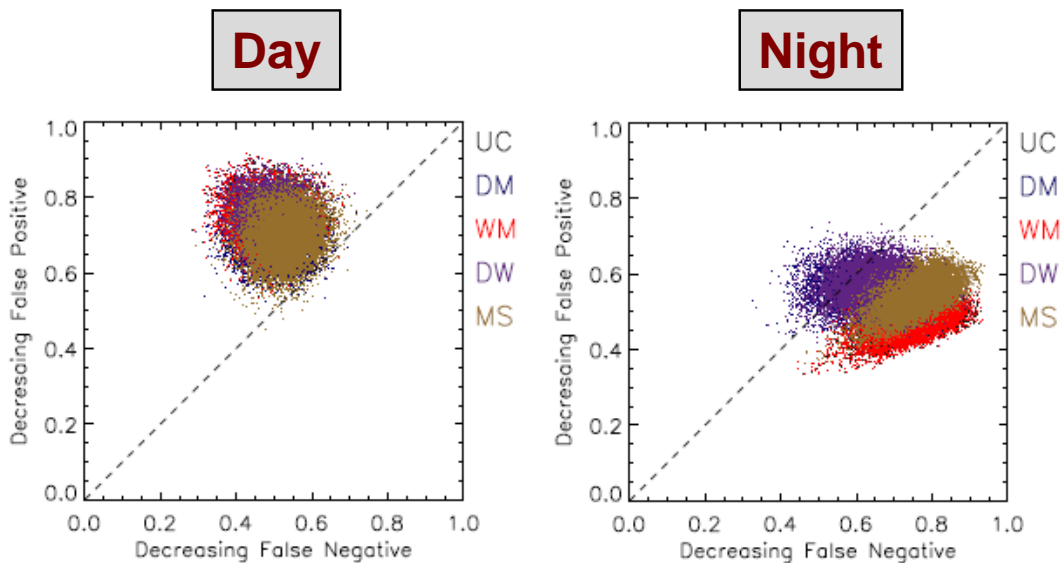 Day
Night
1.0
0.8
0.6
0.4
0.2
0.0
0.0 0.2 0.4 0.6 0.8 1.0
Decreasing False Positive
Decreasing False Negative
UC
DM
WM
DW
MS
1.0
0.8
0.6
0.4
0.2
0.0
0.0 0.2 0.4 0.6 0.8 1.0
Decresaing False Positive
Decreasing False Negative
UC
DM
WM
DW
MS